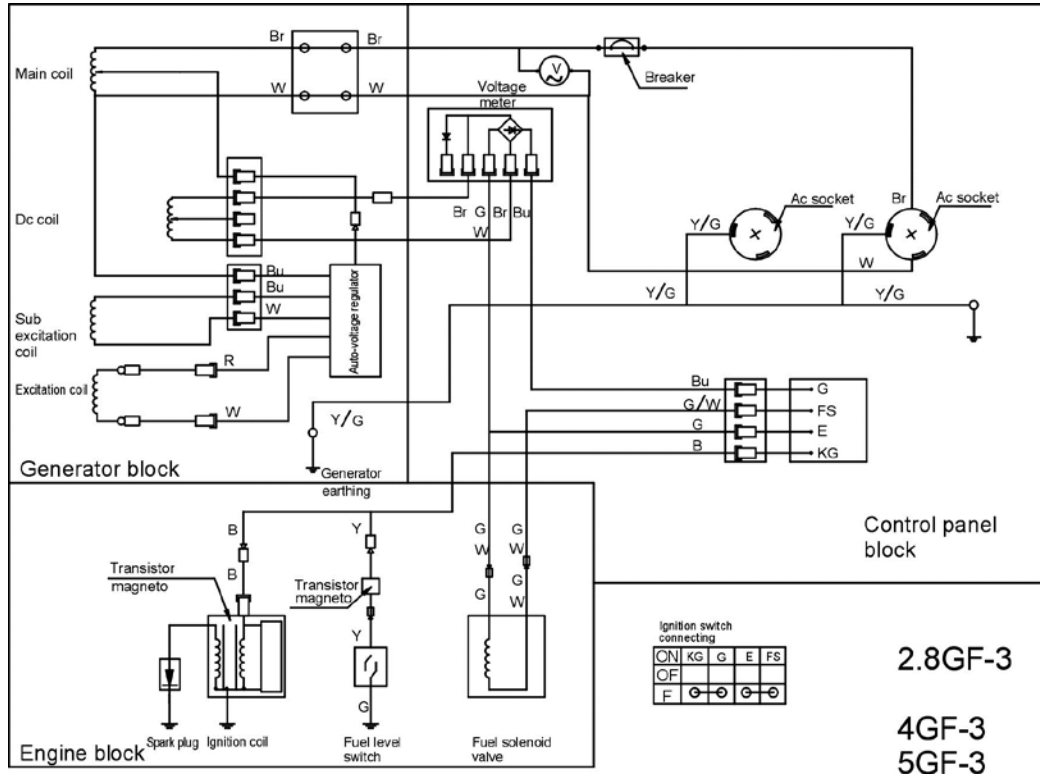 Main coil
Br
Br
W
W
Voltage
meter
V
Breaker
Dc coil
Br
G
W
Br
Bu
Y/G
Ac socket
Y/G
Br
Ac socket
W
Y/G
Y/G
Sub
excitation
coil
Bu
Bu
W
Auto-voltage regulator
Excitation coil
R
W
Y/G
Generator
earthing
Generator block
Bu
G/W
G
B
G
FS
E
KG
Control panel
block
B
B
Transistor
magneto
Y
Transistor
magneto
Y
G
G
W
G
W
G
G
W
Spark plug
Ignition coil
Fuel level
switch
Fuel solenoid
valve
Engine block
Ignition switch
connecting
ON KG G E FS
OF
F
2.8GF-3
4GF-3
5GF-3